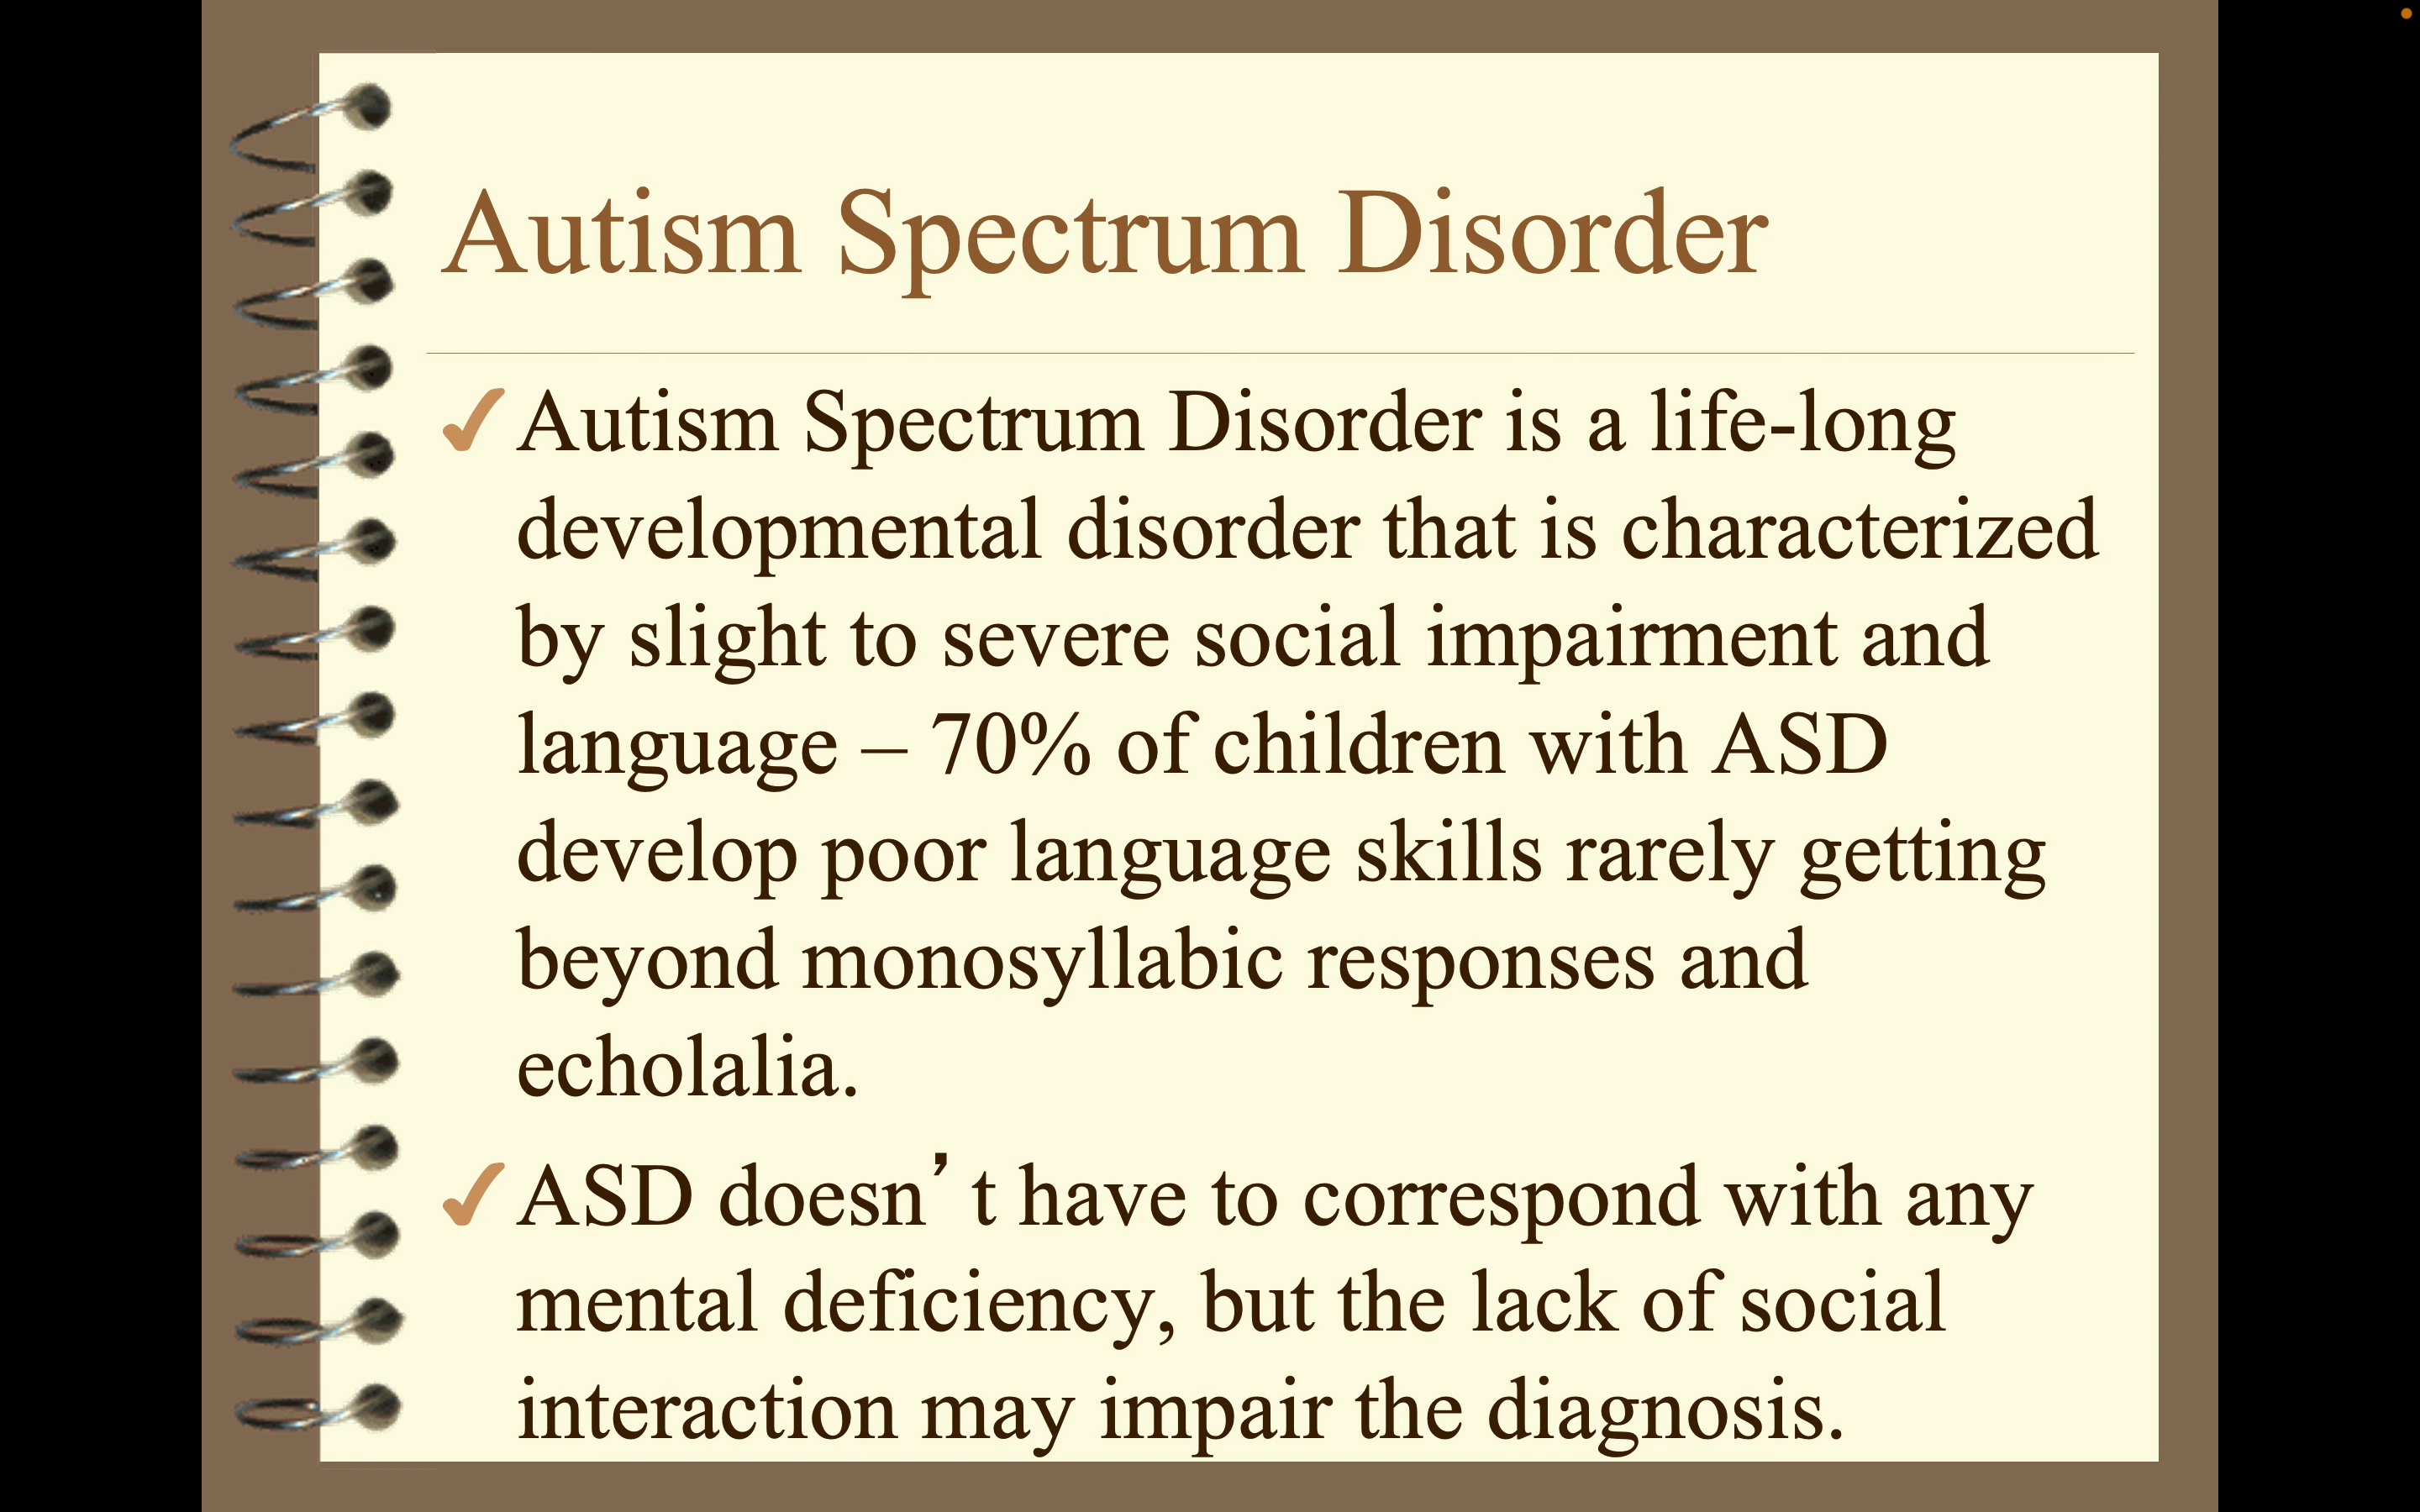 Autism Spectrum Disorder
✓ Autism Spectrum Disorder is a life-long
developmental disorder that is characterized
by slight to severe social impairment and
language – 70% of children with ASD
develop poor language skills rarely getting
beyond monosyllabic responses and
echolalia.
✓ ASD doesn’t have to correspond with any
mental deficiency, but the lack of social
interaction may impair the diagnosis.